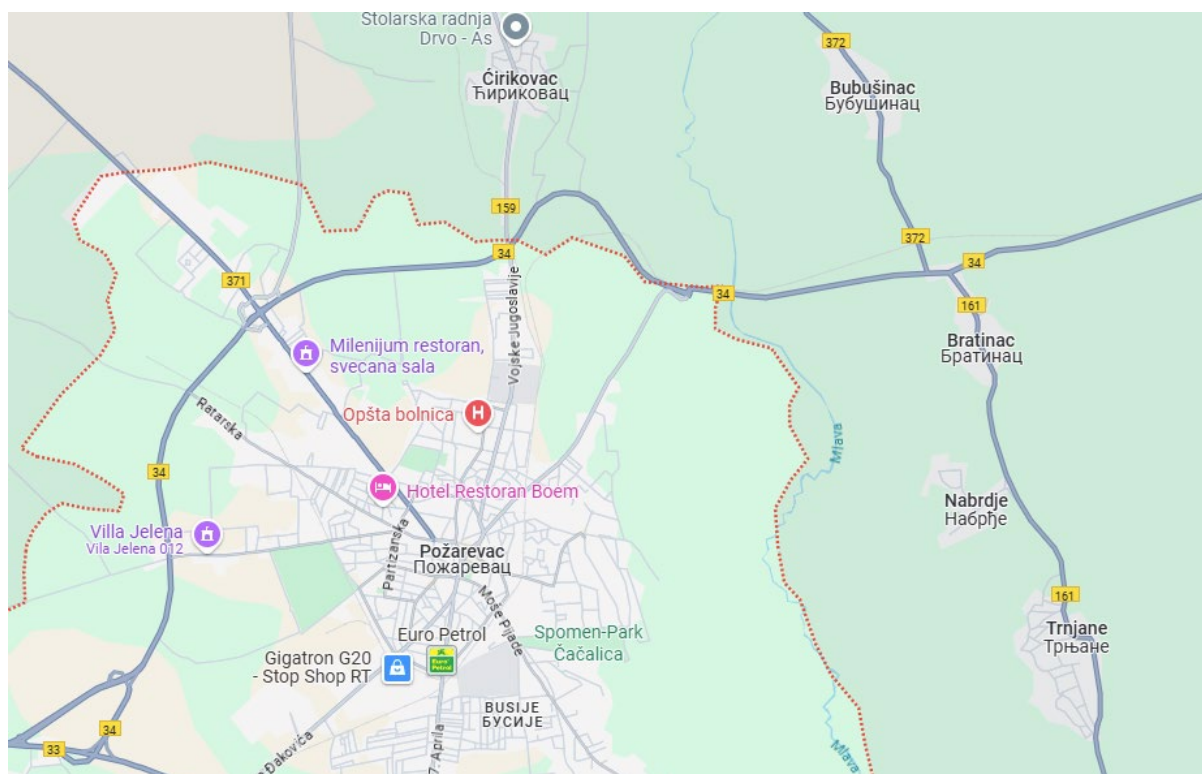 Stolarska radnja
Drvo - As
Ćirikovac
Ћириковац
372
Bubušinac
Бубушинац
159
372
34
34
371
34
161
Vojske Jugoslavije
Bratinac
Братинац
Milenijum restoran,
svecana sala
Ratarska
Opšta bolnica
H
Mlava
34
Hotel Restoran Boem
Nabrdje
Набрђе
Villa Jelena
Vila Jelena 012
Partizanska
Požarevac
Пожаревац
161
Moše Pijade
Trnjane
Трњане
Euro Petrol
Spomen-Park
Čačalica
Gigatron G20
- Stop Shop RT
Euro
Petrol
BUSIJE
БУСИЈЕ
34
33
Đakovića
7. Aprila
Mlava